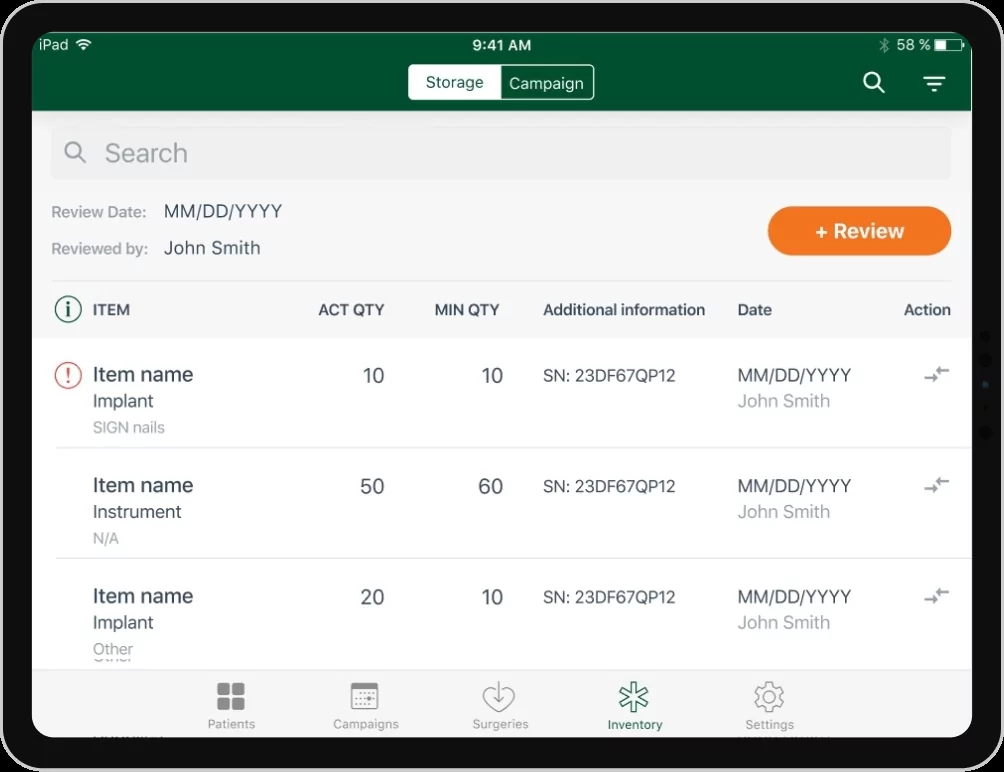 iPad 9:41 AM 58 %
Storage Campaign
Search
Review Date: MM/DD/YYYY
+ Review
Reviewed by: John Smith
ITEM ACT QTY MIN QTY Additional information Date Action
Item name 10 10 SN: 23DF67QP12 MM/DD/YYYY
Implant John Smith
SIGN nails
Item name 50 60 SN: 23DF67QP12 MM/DD/YYYY
Instrument John Smith
N/A
Item name 20 10 SN: 23DF67QP12 MM/DD/YYYY
Implant John Smith
Other
Patients Campaigns Surgeries Inventory Settings